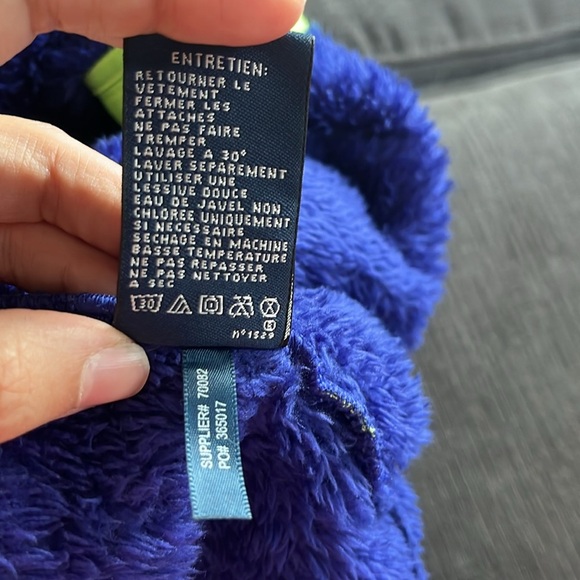 ENTRETIEN:
RETOURNER LE
VETEMENT
FERMER LES
ATTACHES
NE PAS FAIRE
TREMPER
LAVAGE A 30°
LAVER SEPAREMENT
UTILISER UNE
LESSIVE DOUCE
EAU DE JAVEL NON
CHLOREE UNIQUEMENT
SI NECESSAIRE
SECHAGE EN MACHINE
BASSE TEMPERATURE
NE PAS REPASSER
NE PAS NETTOYER
A SEC
30
n°1529
SUPPLIER# 70082
PO# 365017